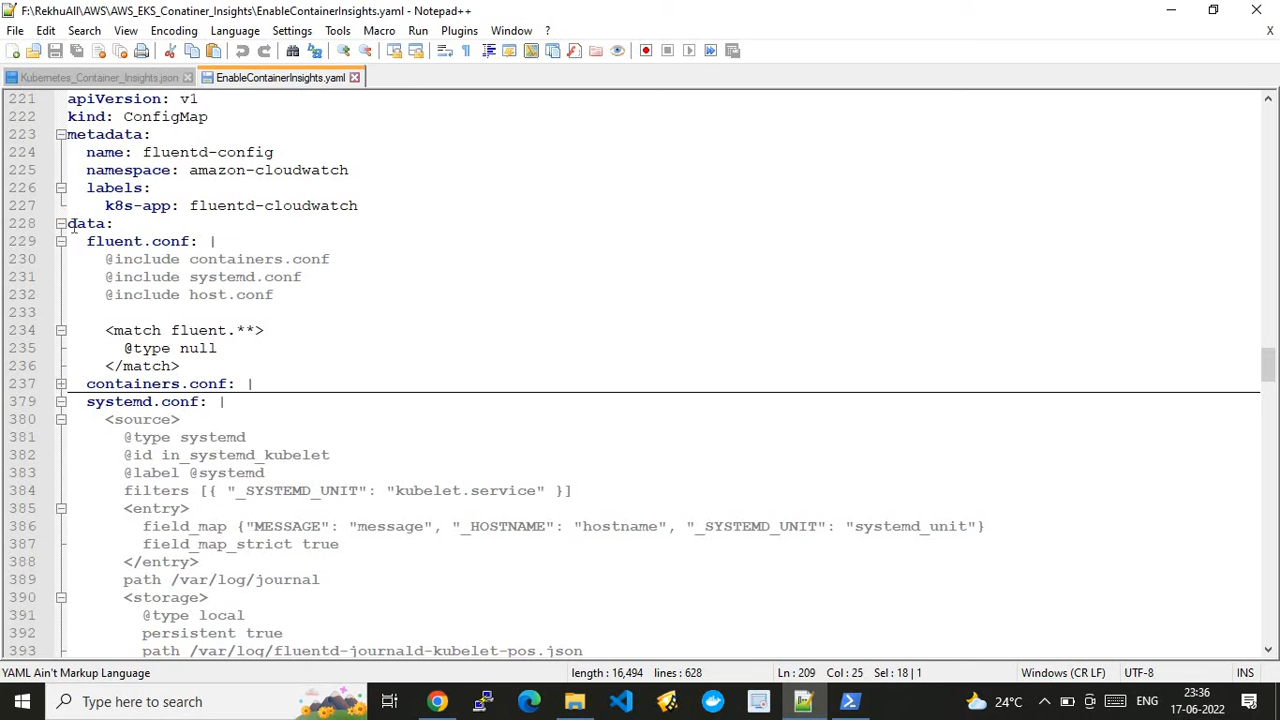 F:\RekhuAll\AWS\AWS_EKS_Conatiner_Insights\EnableContainerInsights.yaml - Notepad++
File Edit Search View Encoding Language Settings Tools Macro Run Plugins Window ?
Kubernetes_Container_Insights.json EnableContainerInsights.yaml
221 apiVersion: v1
222 kind: ConfigMap
223 metadata:
224 name: fluentd-config
225 namespace: amazon-cloudwatch
226 labels:
227 k8s-app: fluentd-cloudwatch
228 data:
229 fluent.conf: |
230 @include containers.conf
231 @include systemd.conf
232 @include host.conf
233
234 <match fluent.**>
235 @type null
236 </match>
237 containers.conf: |
379 systemd.conf: |
380 <source>
381 @type systemd
382 @id in_systemd_kubelet
383 @label @systemd
384 filters [{ "_SYSTEMD_UNIT": "kubelet.service" }]
385 <entry>
386 field_map {"MESSAGE": "message", "_HOSTNAME": "hostname", "_SYSTEMD_UNIT": "systemd_unit"}
387 field_map_strict true
388 </entry>
389 path /var/log/journal
390 <storage>
391 @type local
392 persistent true
393 path /var/log/fluentd-journald-kubelet-pos.json
YAML Ain't Markup Language length : 16,494 lines : 628 Ln : 209 Col : 25 Sel : 18 | 1 Windows (CR LF) UTF-8 INS
Type here to search 24°C ENG 23:36
17-06-2022